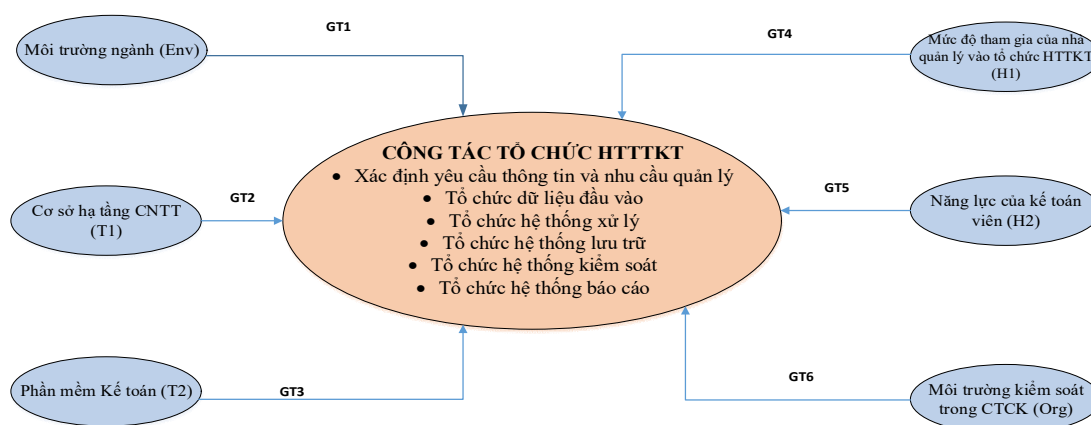 GT1
Môi trường ngành (Env)
GT4
Mức độ tham gia của nhà
quản lý vào tổ chức HTTKT
(H1)
CÔNG TÁC TỔ CHỨC HTTTKT
• Xác định yêu cầu thông tin và nhu cầu quản lý
• Tổ chức dữ liệu đầu vào
• Tổ chức hệ thống xử lý
• Tổ chức hệ thống lưu trữ
• Tổ chức hệ thống kiểm soát
• Tổ chức hệ thống báo cáo
Cơ sở hạ tầng CNTT
(T1)
GT2
GT5
Năng lực của kế toán
viên (H2)
Phần mềm Kế toán (T2)
GT3
GT6
Môi trường kiểm soát
trong CTCK (Org)